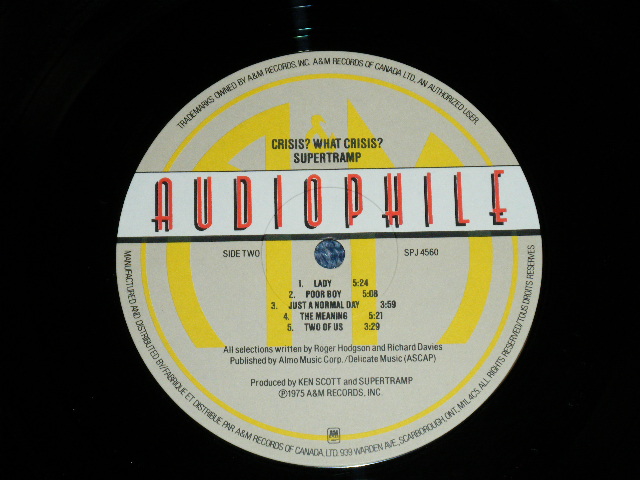 TRADEMARKS OWNED BY A&M RECORDS, INC. A&M RECORDS OF CANADA LTD., AN AUTHORIZED USER.
CRISIS? WHAT CRISIS?
SUPERTRAMP
AUDIOPHILE
SIDE TWO
SPJ 4560
1. LADY 5:24
2. POOR BOY 5:08
3. JUST A NORMAL DAY 3:59
4. THE MEANING 5:21
5. TWO OF US 3:29
All selections written by Roger Hodgson and Richard Davies
Published by Almo Music Corp./Delicate Music (ASCAP)
Produced by KEN SCOTT and SUPERTRAMP
Ⓟ1975 A&M RECORDS, INC.
A&M
MANUFACTURED AND DISTRIBUTED BY/FABRIQUÉ ET DISTRIBUÉ PAR A&M RECORDS OF CANADA, LTD. 939 WARDEN AVE., SCARBOROUGH, ONT., M1L 4C5. ALL RIGHTS RESERVED/TOUS DROITS RESERVÉS